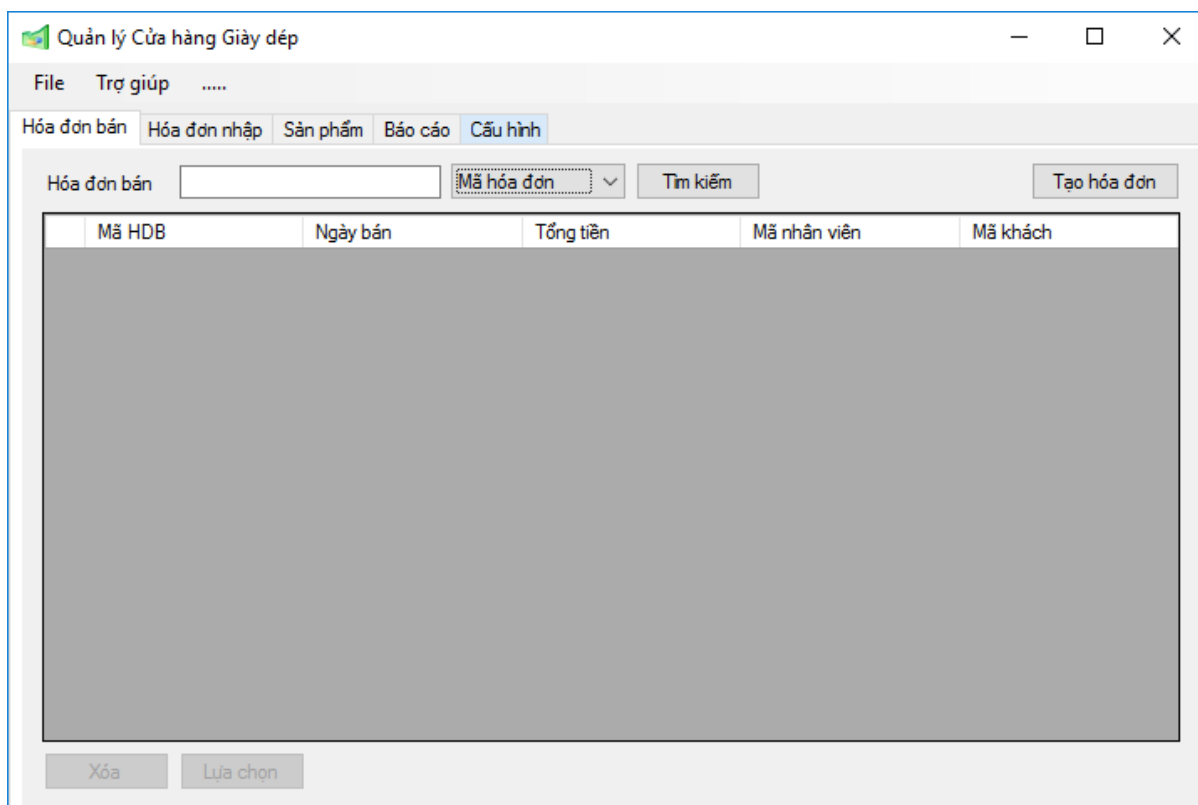 Quản lý Cửa hàng Giày dép
File Trợ giúp .....
Hóa đơn bán Hóa đơn nhập Sản phẩm Báo cáo Cấu hình
Hóa đơn bán Mã hóa đơn Tìm kiếm Tạo hóa đơn
Mã HDB Ngày bán Tổng tiền Mã nhân viên Mã khách
Xóa Lựa chọn